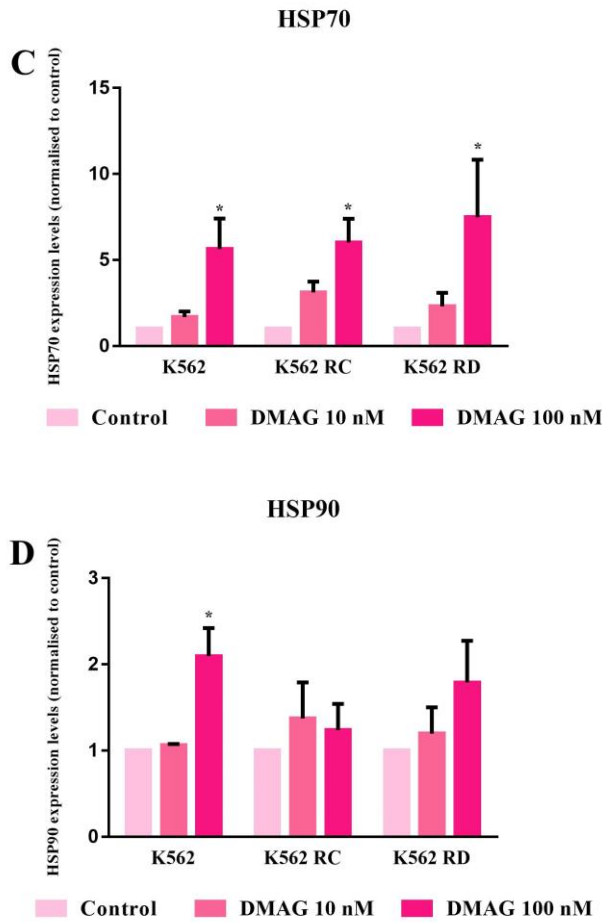 HSP70
C
HSP70 expression levels (normalised to control)
15
10
5
0
*
*
*
K562
K562 RC
K562 RD
Control
DMAG 10 nM
DMAG 100 nM
HSP90
D
HSP90 expression levels (normalised to control)
3
2
1
0
*
K562
K562 RC
K562 RD
Control
DMAG 10 nM
DMAG 100 nM